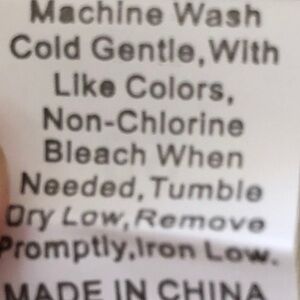 Machine Wash
Cold Gentle,With
Like Colors,
Non-Chlorine
Bleach When
Needed,Tumble
Dry Low,Remove
Promptly,Iron Low.
MADE IN CHINA